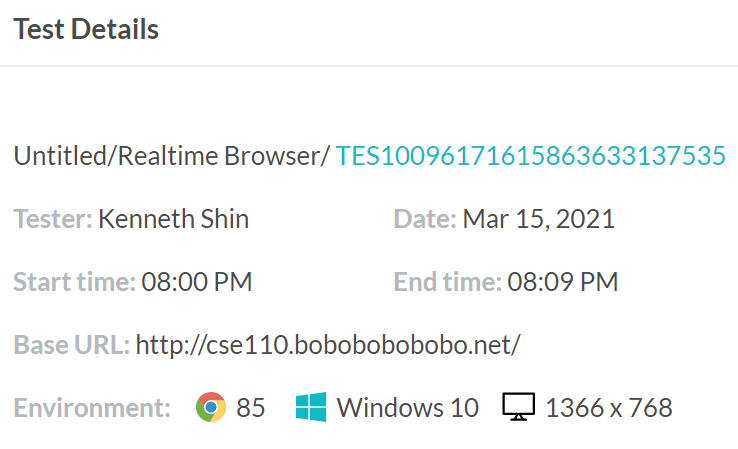 Test Details
Untitled/Realtime Browser/ TES10096171615863633137535
Tester: Kenneth Shin Date: Mar 15, 2021
Start time: 08:00 PM End time: 08:09 PM
Base URL: http://cse110.bobobobobobo.net/
Environment: 85 Windows 10 1366 x 768